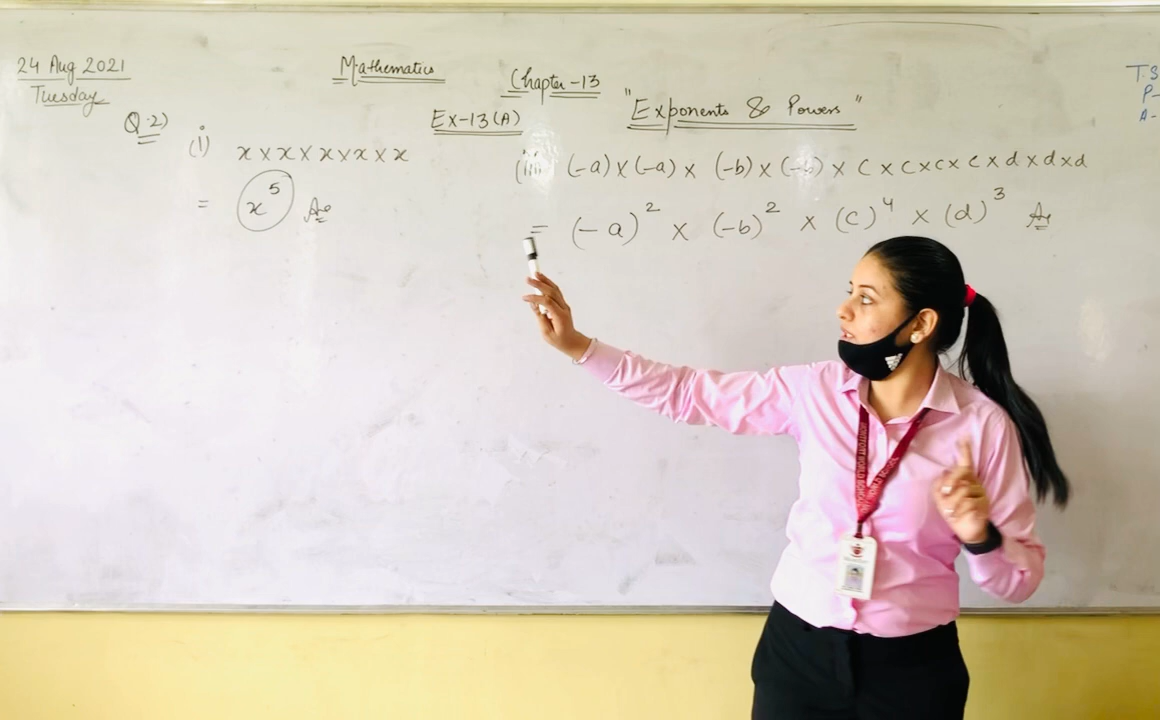 24 Aug 2021
Tuesday
Mathematics
Chapter-13
"Exponents & Powers"
Ex-13(A)
T.S
P-
A-
Q.2)
(i) x × x × x × x × x
= x⁵ Ans
(iii) (-a) × (-a) × (-b) × (-b) × c × c × c × c × d × d × d
= (-a)² × (-b)² × (c)⁴ × (d)³ Ans